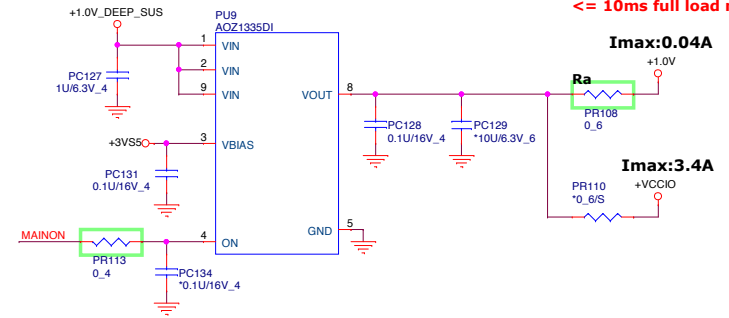 <= 10ms full load
+1.0V_DEEP_SUS
PU9
AOZ1335DI
Imax:0.04A
+1.0V
1
VIN
2
VIN
9
VIN
PC127
1U/6.3V_4
VOUT
8
Ra
PR108
0_6
PC128
0.1U/16V_4
PC129
*10U/6.3V_6
+3VS5
3
VBIAS
PC131
0.1U/16V_4
Imax:3.4A
PR110
*0_6/S
+VCCIO
MAINON
PR113
0_4
4
ON
GND
5
PC134
*0.1U/16V_4